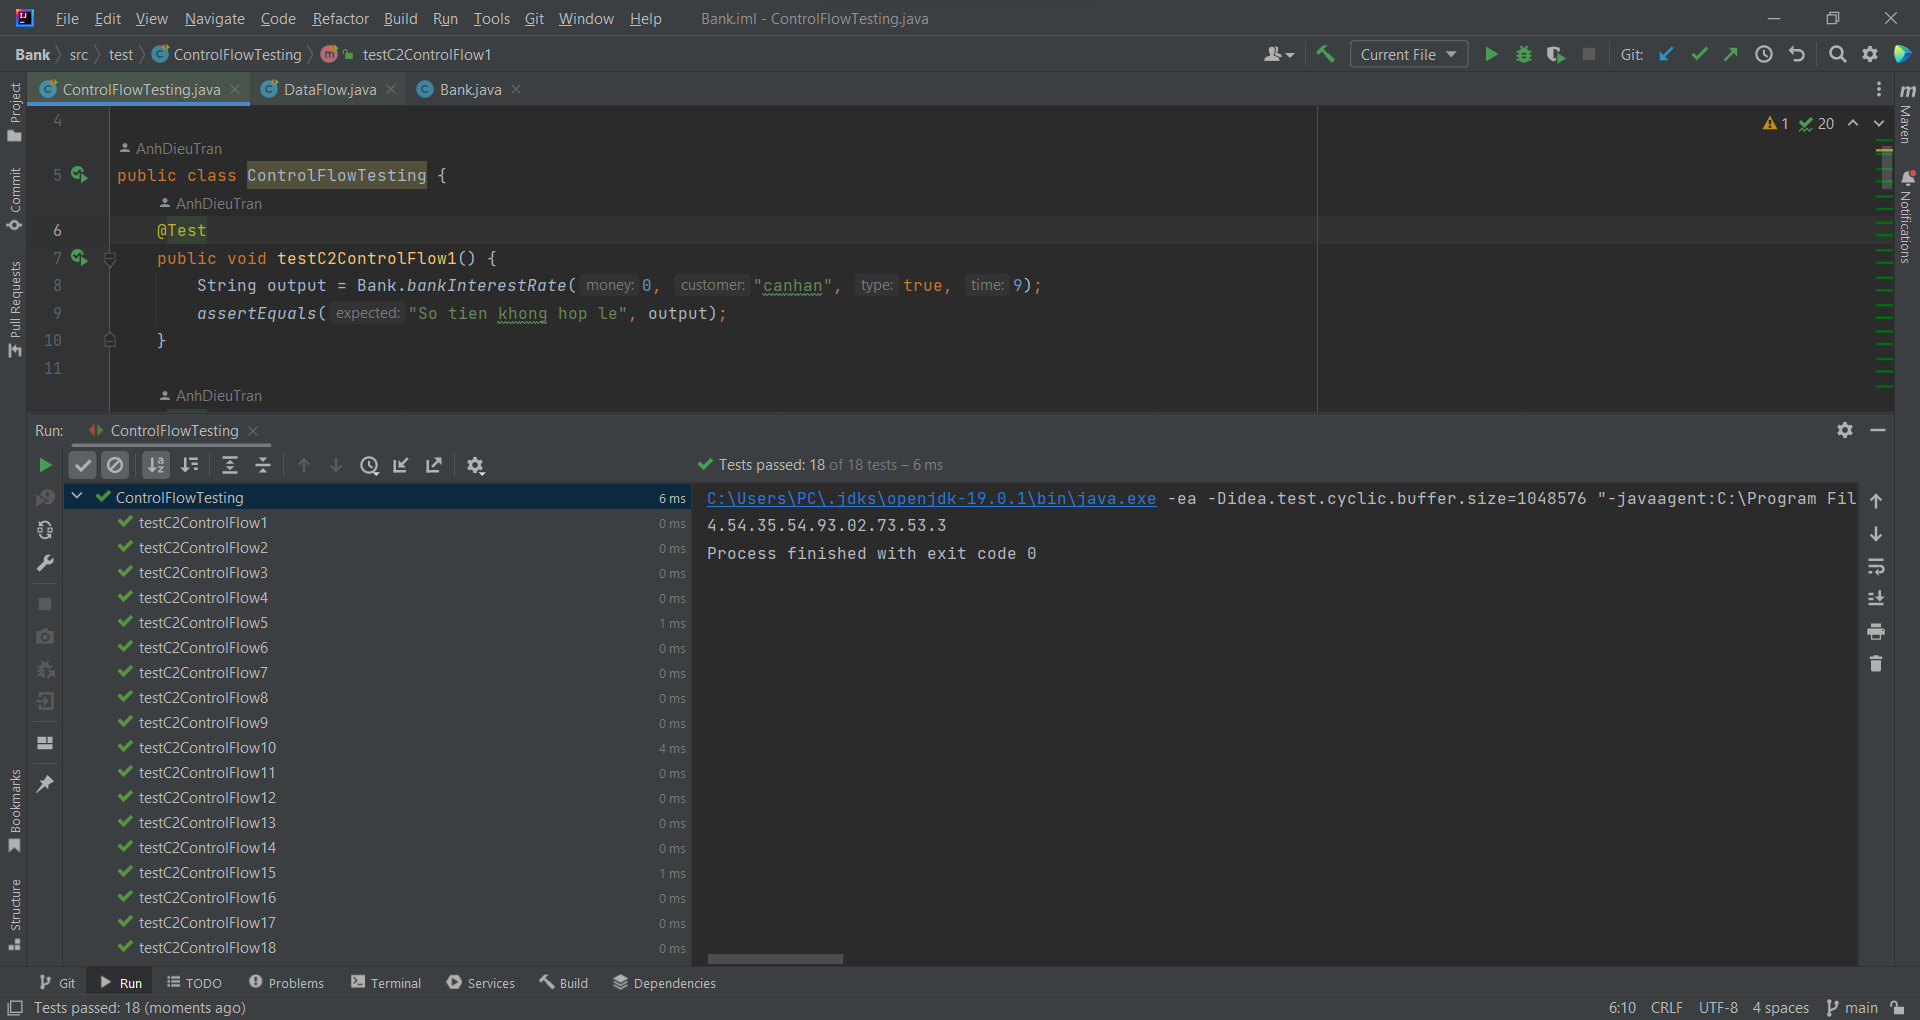 File Edit View Navigate Code Refactor Build Run Tools Git Window Help Bank.iml - ControlFlowTesting.java
Bank src test ControlFlowTesting testC2ControlFlow1 Current File Git:
ControlFlowTesting.java DataFlow.java Bank.java
Project
Commit
Pull Requests
Bookmarks
Structure
Maven
Notifications
1 20
4
AnhDieuTran
5 public class ControlFlowTesting {
AnhDieuTran
6 @Test
7 public void testC2ControlFlow1() {
8 String output = Bank.bankInterestRate( money: 0, customer: "canhan", type: true, time: 9);
9 assertEquals( expected: "So tien khong hop le", output);
10 }
11
AnhDieuTran
Run: ControlFlowTesting
Tests passed: 18 of 18 tests – 6 ms
ControlFlowTesting 6 ms
testC2ControlFlow1 0 ms
testC2ControlFlow2 0 ms
testC2ControlFlow3 0 ms
testC2ControlFlow4 0 ms
testC2ControlFlow5 1 ms
testC2ControlFlow6 0 ms
testC2ControlFlow7 0 ms
testC2ControlFlow8 0 ms
testC2ControlFlow9 0 ms
testC2ControlFlow10 4 ms
testC2ControlFlow11 0 ms
testC2ControlFlow12 0 ms
testC2ControlFlow13 0 ms
testC2ControlFlow14 0 ms
testC2ControlFlow15 1 ms
testC2ControlFlow16 0 ms
testC2ControlFlow17 0 ms
testC2ControlFlow18 0 ms
C:\Users\PC\.jdks\openjdk-19.0.1\bin\java.exe -ea -Didea.test.cyclic.buffer.size=1048576 "-javaagent:C:\Program Fil
4.54.35.54.93.02.73.53.3
Process finished with exit code 0
Git Run TODO Problems Terminal Services Build Dependencies
Tests passed: 18 (moments ago) 6:10 CRLF UTF-8 4 spaces main